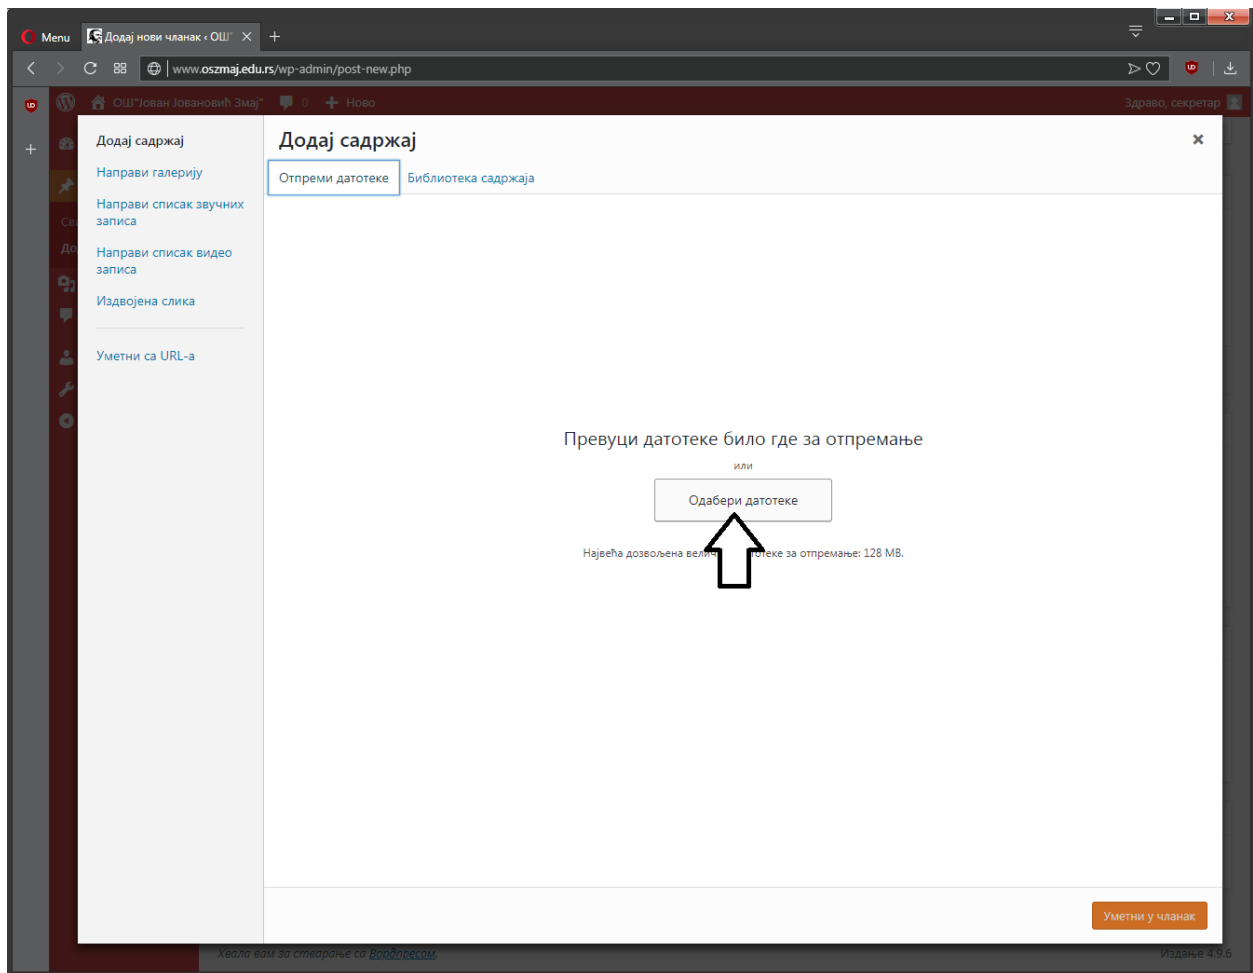 Menu
Додај нови чланак ‹ ОШ"
www.oszmaj.edu.rs/wp-admin/post-new.php
ОШ"Јован Јовановић Змај"
0
Ново
Здраво, секретар
Додај садржај
Направи галерију
Направи списак звучних
записа
Направи списак видео
записа
Издвојена слика
Уметни са URL-а
Додај садржај
Отпреми датотеке
Библиотека садржаја
Превуци датотеке било где за отпремање
или
Одабери датотеке
Највећа дозвољена за отпремање: 128 MB.
Уметни у чланак
Хвала вам за стварање са Вордпресом.
Издање 4.9.6